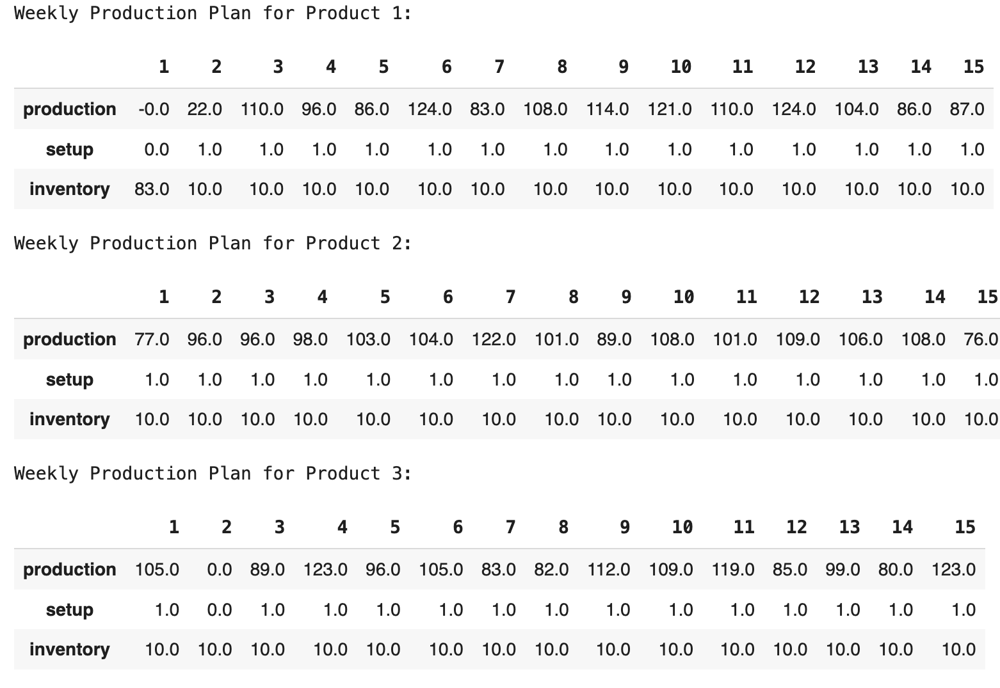 Weekly Production Plan for Product 1:
1 2 3 4 5 6 7 8 9 10 11 12 13 14 15
production -0.0 22.0 110.0 96.0 86.0 124.0 83.0 108.0 114.0 121.0 110.0 124.0 104.0 86.0 87.0
setup 0.0 1.0 1.0 1.0 1.0 1.0 1.0 1.0 1.0 1.0 1.0 1.0 1.0 1.0 1.0
inventory 83.0 10.0 10.0 10.0 10.0 10.0 10.0 10.0 10.0 10.0 10.0 10.0 10.0 10.0 10.0
Weekly Production Plan for Product 2:
1 2 3 4 5 6 7 8 9 10 11 12 13 14 15
production 77.0 96.0 96.0 98.0 103.0 104.0 122.0 101.0 89.0 108.0 101.0 109.0 106.0 108.0 76.0
setup 1.0 1.0 1.0 1.0 1.0 1.0 1.0 1.0 1.0 1.0 1.0 1.0 1.0 1.0 1.0
inventory 10.0 10.0 10.0 10.0 10.0 10.0 10.0 10.0 10.0 10.0 10.0 10.0 10.0 10.0 10.0
Weekly Production Plan for Product 3:
1 2 3 4 5 6 7 8 9 10 11 12 13 14 15
production 105.0 0.0 89.0 123.0 96.0 105.0 83.0 82.0 112.0 109.0 119.0 85.0 99.0 80.0 123.0
setup 1.0 0.0 1.0 1.0 1.0 1.0 1.0 1.0 1.0 1.0 1.0 1.0 1.0 1.0 1.0
inventory 10.0 10.0 10.0 10.0 10.0 10.0 10.0 10.0 10.0 10.0 10.0 10.0 10.0 10.0 10.0